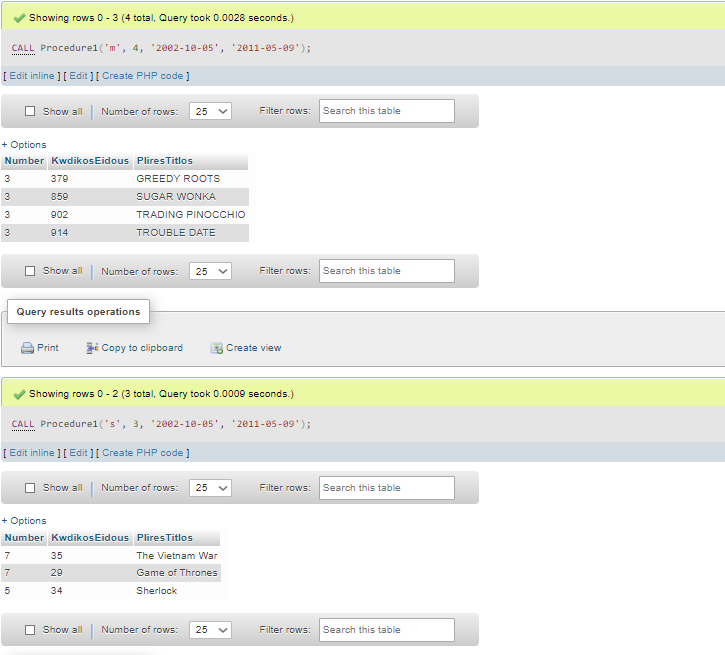 Showing rows 0 - 3 (4 total, Query took 0.0028 seconds.)
CALL Procedure1('m', 4, '2002-10-05', '2011-05-09');
[ Edit inline ] [ Edit ] [ Create PHP code ]
Show all | Number of rows: 25 Filter rows: Search this table
+ Options
Number KwdikosEidous PliresTitlos
3 379 GREEDY ROOTS
3 859 SUGAR WONKA
3 902 TRADING PINOCCHIO
3 914 TROUBLE DATE
Show all | Number of rows: 25 Filter rows: Search this table
Query results operations
Print Copy to clipboard Create view
Showing rows 0 - 2 (3 total, Query took 0.0009 seconds.)
CALL Procedure1('s', 3, '2002-10-05', '2011-05-09');
[ Edit inline ] [ Edit ] [ Create PHP code ]
Show all | Number of rows: 25 Filter rows: Search this table
+ Options
Number KwdikosEidous PliresTitlos
7 35 The Vietnam War
7 29 Game of Thrones
5 34 Sherlock
Show all | Number of rows: 25 Filter rows: Search this table